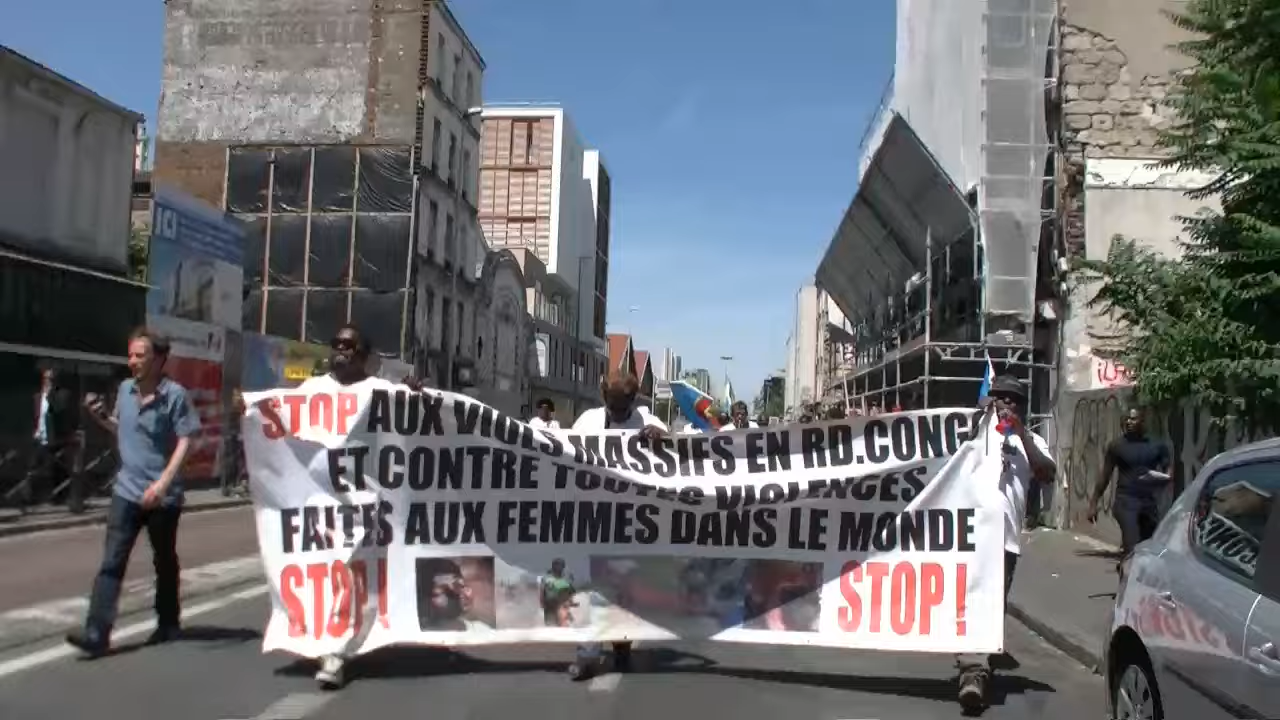 ICI
STOP AUX VIOLS MASSIFS EN RD.CONGO
ET CONTRE TOUTES VIOLENCES
FAITES AUX FEMMES DANS LE MONDE
STOP! STOP!